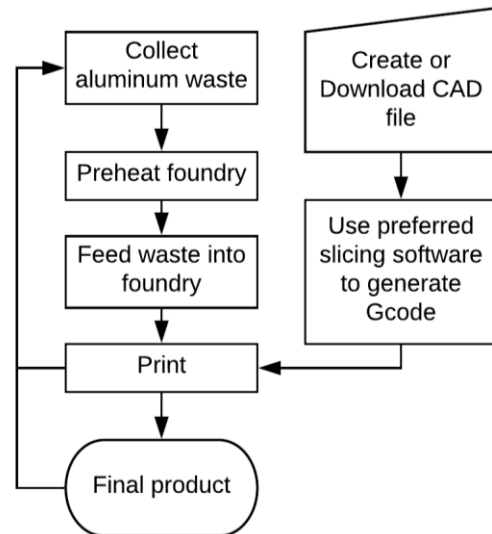 Collect
aluminum waste
Preheat foundry
Feed waste into
foundry
Print
Final product
Create or
Download CAD
file
Use preferred
slicing software
to generate
Gcode